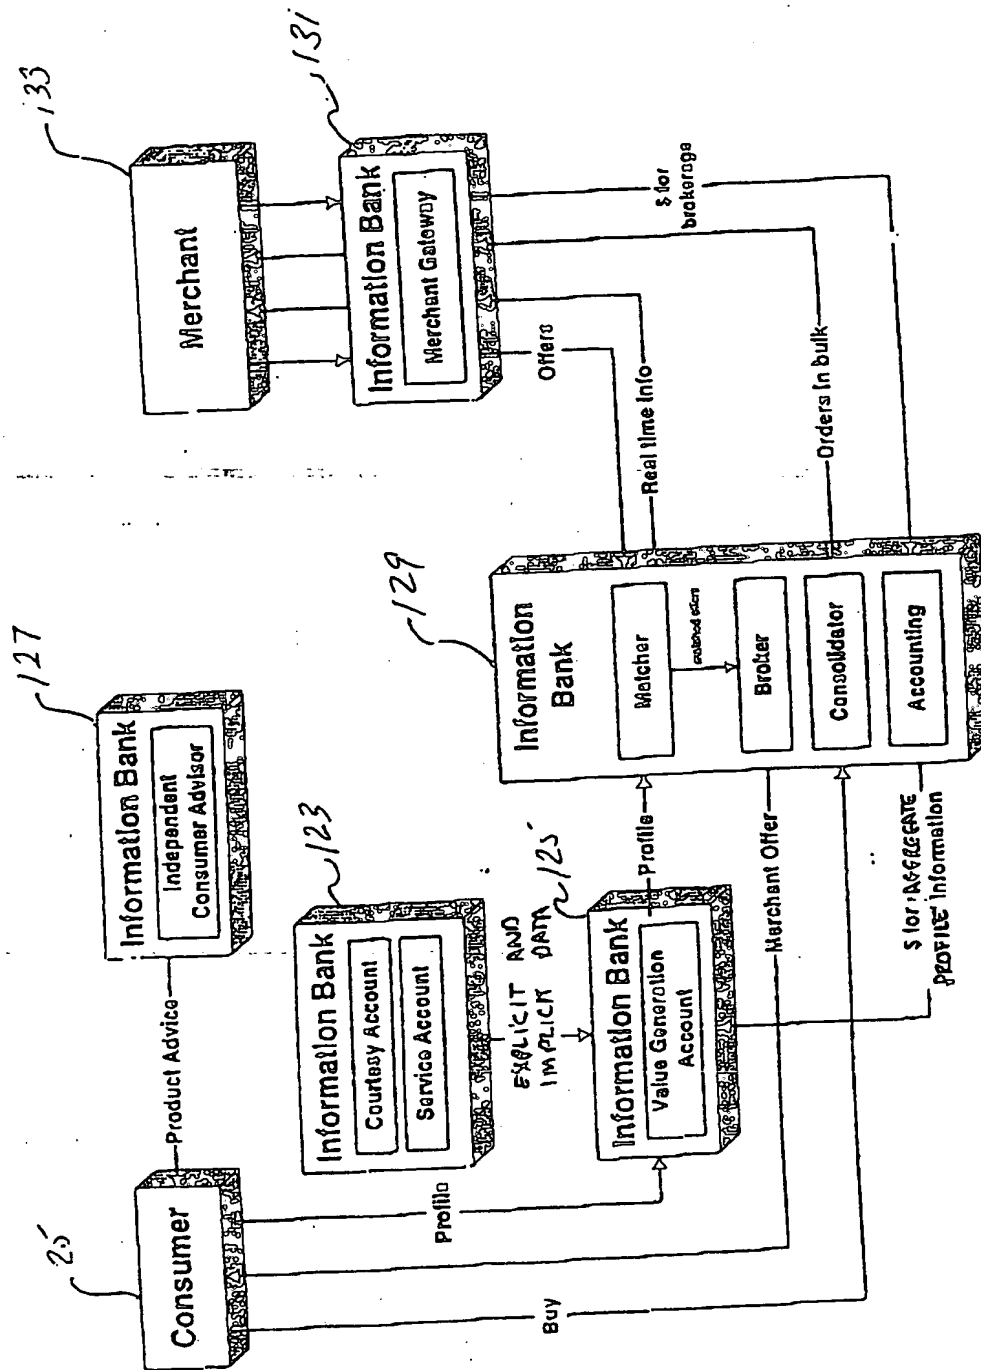 25
Consumer
Product Advice
127
Information Bank
Independent
Consumer Advisor
133
Merchant
131
Information Bank
Merchant Gateway
123
Information Bank
Courtesy Account
Service Account
EXPLICIT AND
IMPLICIT DATA
Profile
125
Information Bank
Value Generation
Account
Profile
129
Information
Bank
Matcher
Broker
Consolidator
Accounting
Offers
Real time Info
Orders in bulk
$ for
brokerage
Merchant Offer
Buy
$ for AGGREGATE
PROFILE Information